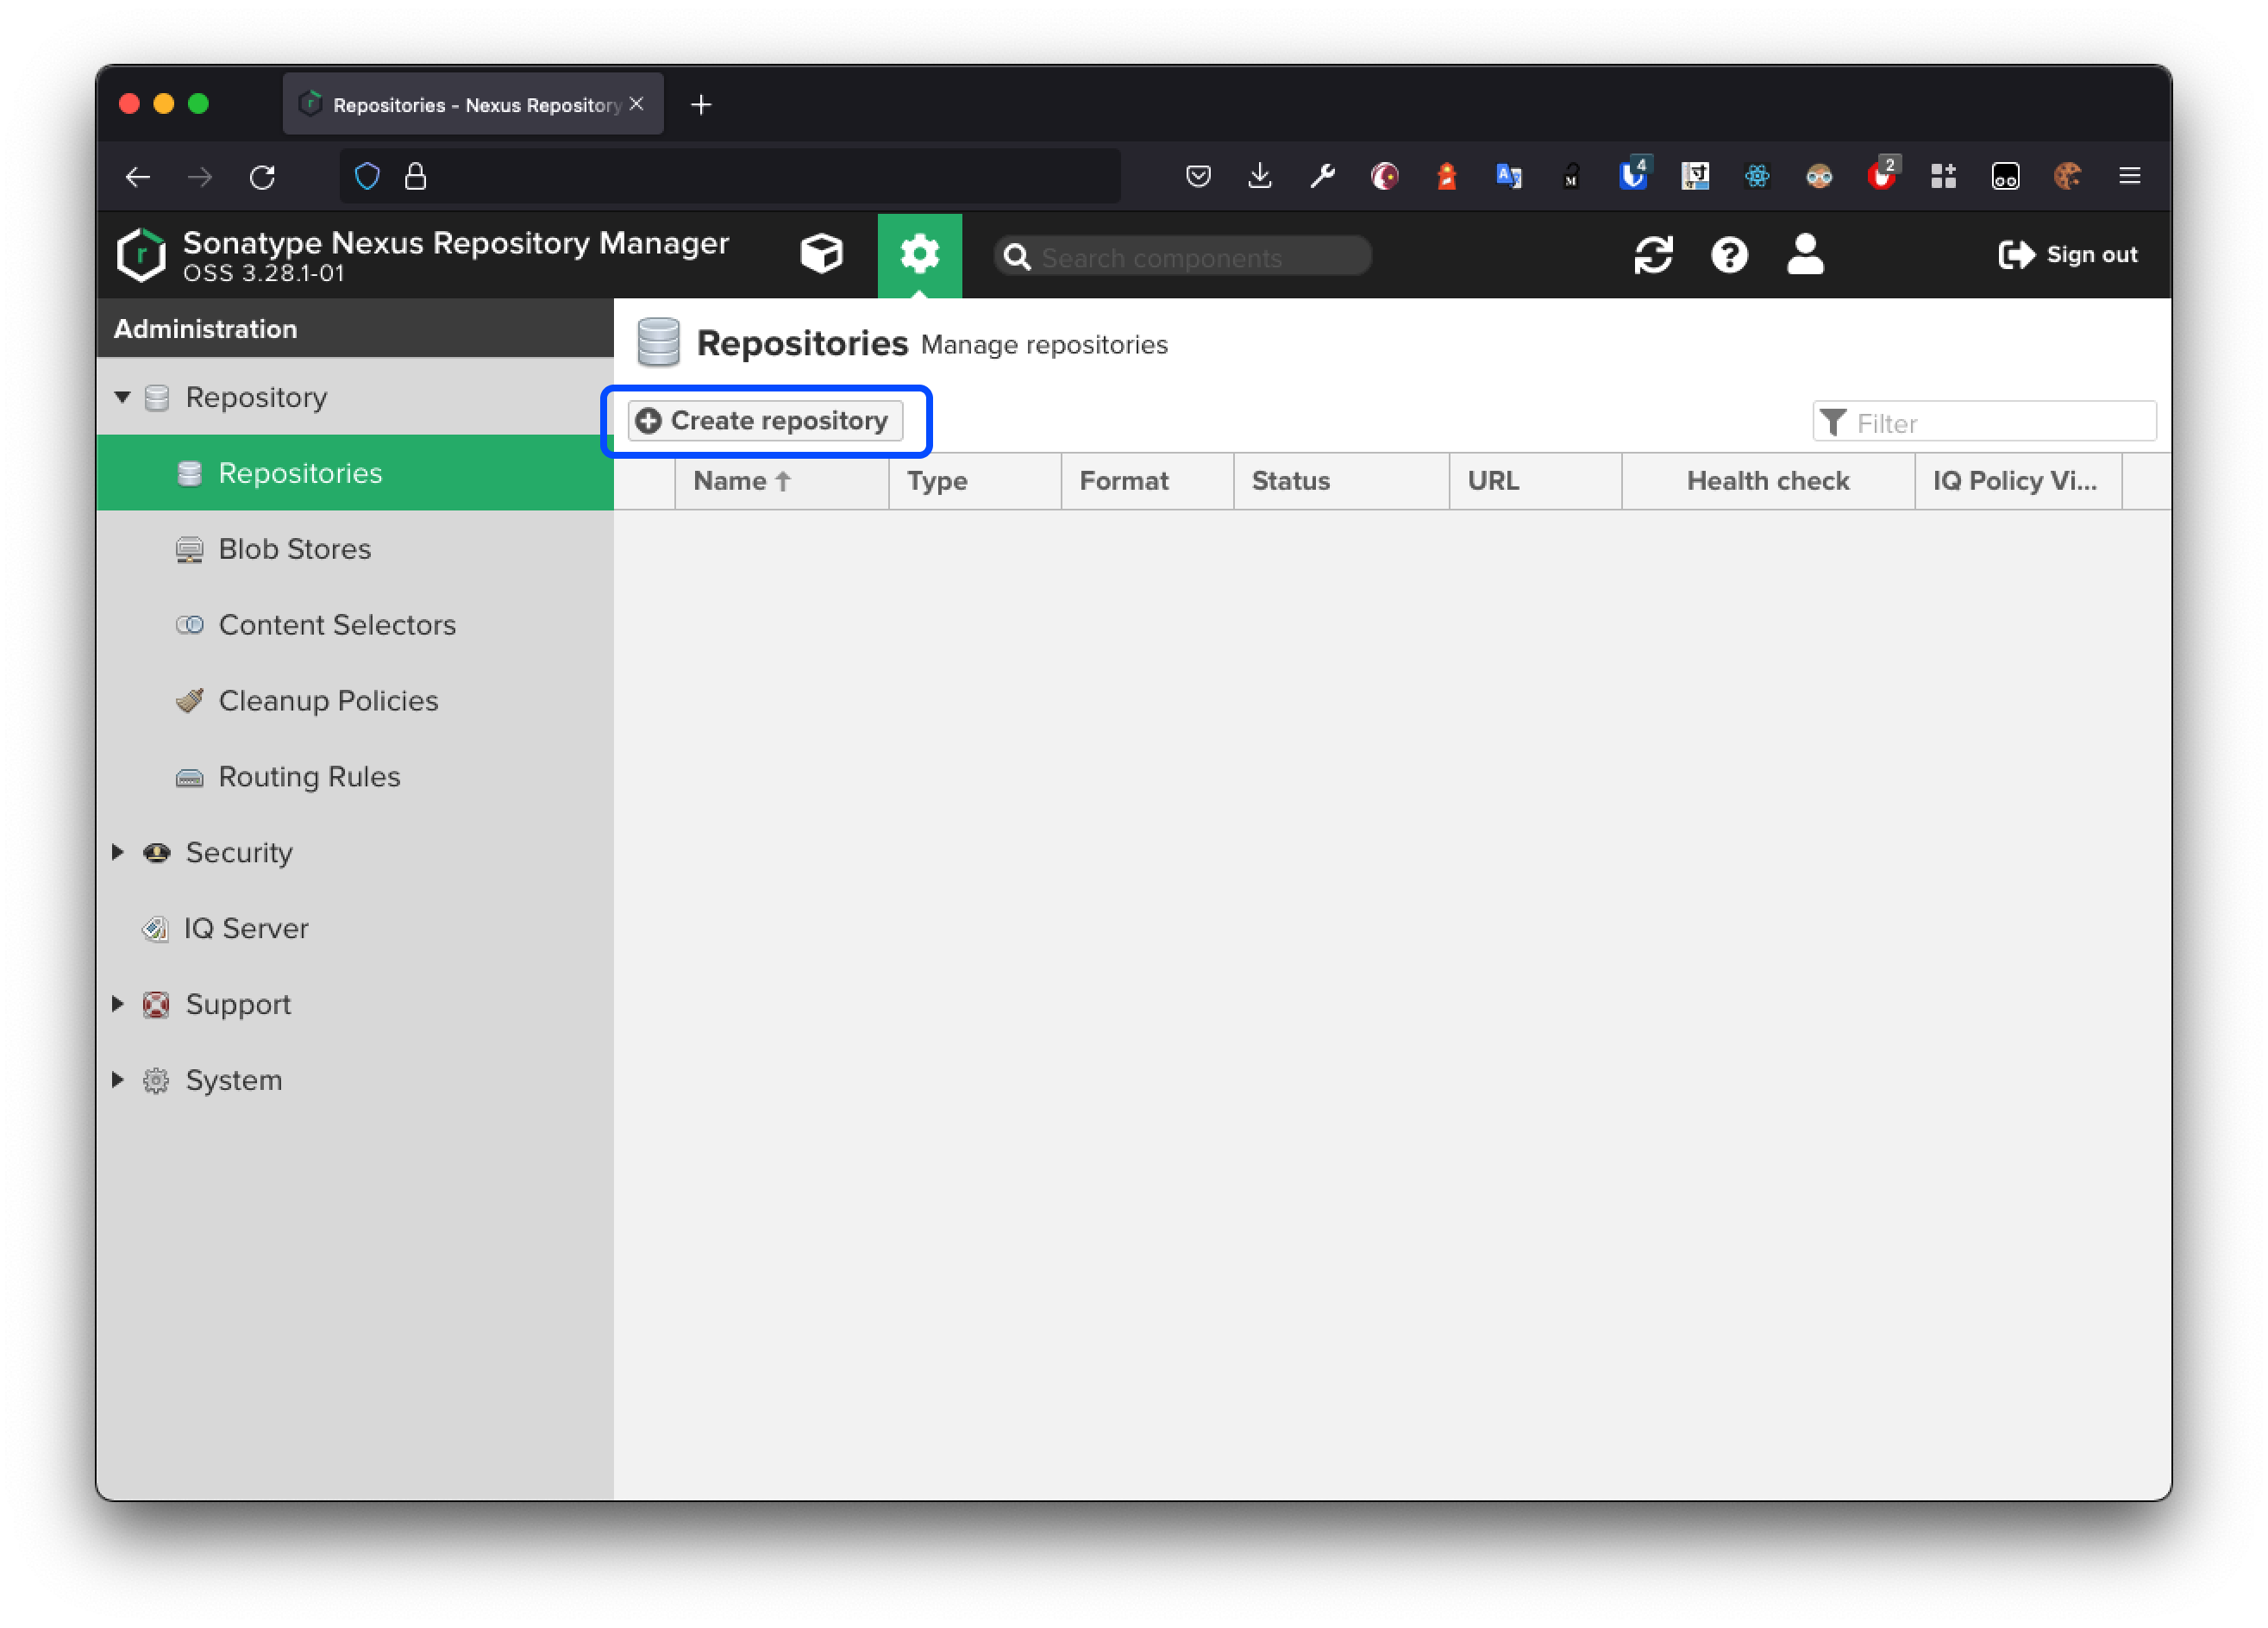 Repositories - Nexus Repository
4
2
Sonatype Nexus Repository Manager
OSS 3.28.1-01
Search components
Sign out
Administration
Repositories Manage repositories
Repository
Create repository
Filter
Repositories
Name Type Format Status URL Health check IQ Policy Vi...
Blob Stores
Content Selectors
Cleanup Policies
Routing Rules
Security
IQ Server
Support
System